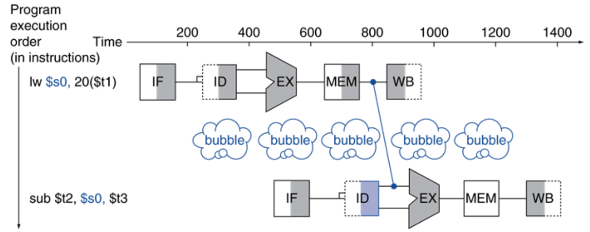 Program
execution
order
(in instructions)
Time
200 400 600 800 1000 1200 1400
lw $s0, 20($t1)
IF ID EX MEM WB
bubble bubble bubble bubble bubble
sub $t2, $s0, $t3
IF ID EX MEM WB